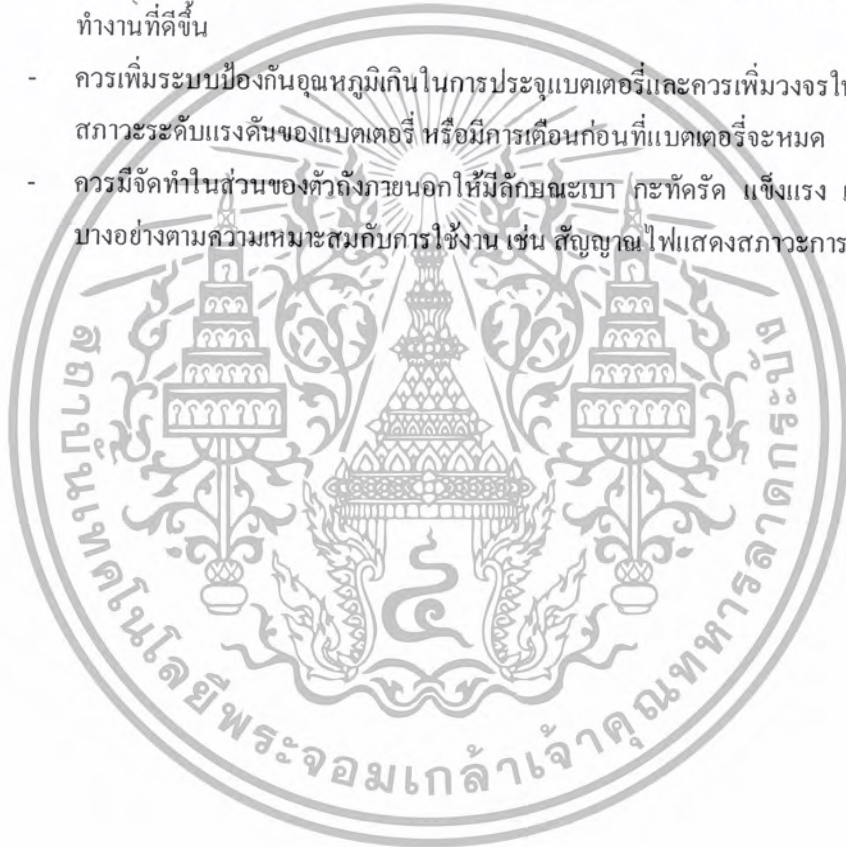 ทำงานที่ดีขึ้น
- ควรเพิ่มระบบป้องกันอุณหภูมิเกินในการประจุแบตเตอรี่และควรเพิ่มวงจรใน
สภาวะระดับแรงดันของแบตเตอรี่ หรือมีการเตือนก่อนที่แบตเตอรี่จะหมด
- ควรมีจัดทำในส่วนของตัวถังภายนอกให้มีลักษณะเบา กะทัดรัด แข็งแรง
บางอย่างตามความเหมาะสมกับการใช้งาน เช่น สัญญาณไฟแสดงสภาวะการ
สถาบันเทคโนโลยีพระจอมเกล้าเจ้าคุณทหารลาดกระบัง